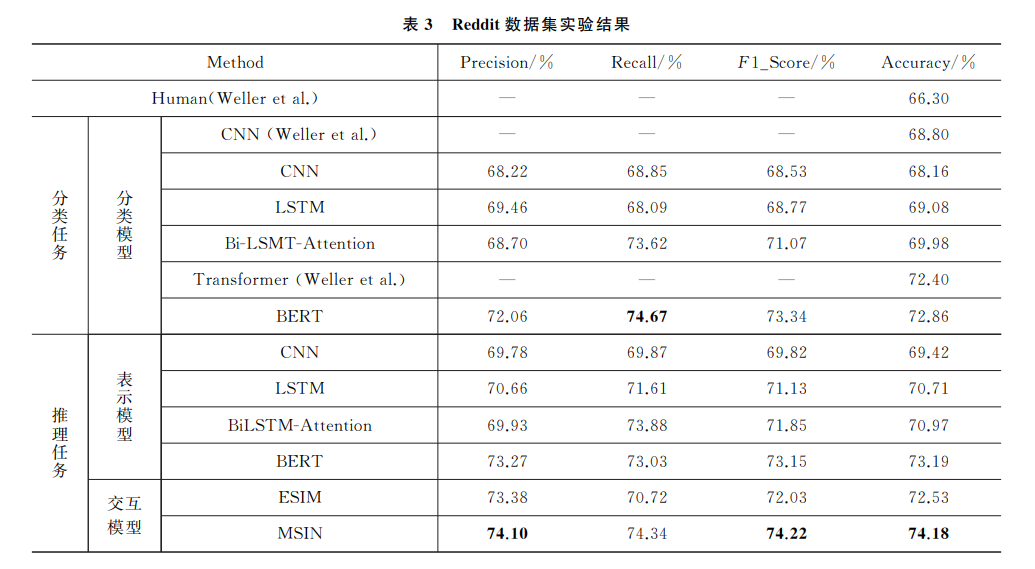 表 3 Reddit 数据集实验结果
Method Precision/% Recall/% F1_Score/% Accuracy/%
Human(Weller et al.) — — — 66.30
分类任务
分类模型
CNN (Weller et al.) — — — 68.80
CNN 68.22 68.85 68.53 68.16
LSTM 69.46 68.09 68.77 69.08
Bi-LSMT-Attention 68.70 73.62 71.07 69.98
Transformer (Weller et al.) — — — 72.40
BERT 72.06 74.67 73.34 72.86
推理任务
表示模型
CNN 69.78 69.87 69.82 69.42
LSTM 70.66 71.61 71.13 70.71
BiLSTM-Attention 69.93 73.88 71.85 70.97
BERT 73.27 73.03 73.15 73.19
交互
模型
ESIM 73.38 70.72 72.03 72.53
MSIN 74.10 74.34 74.22 74.18